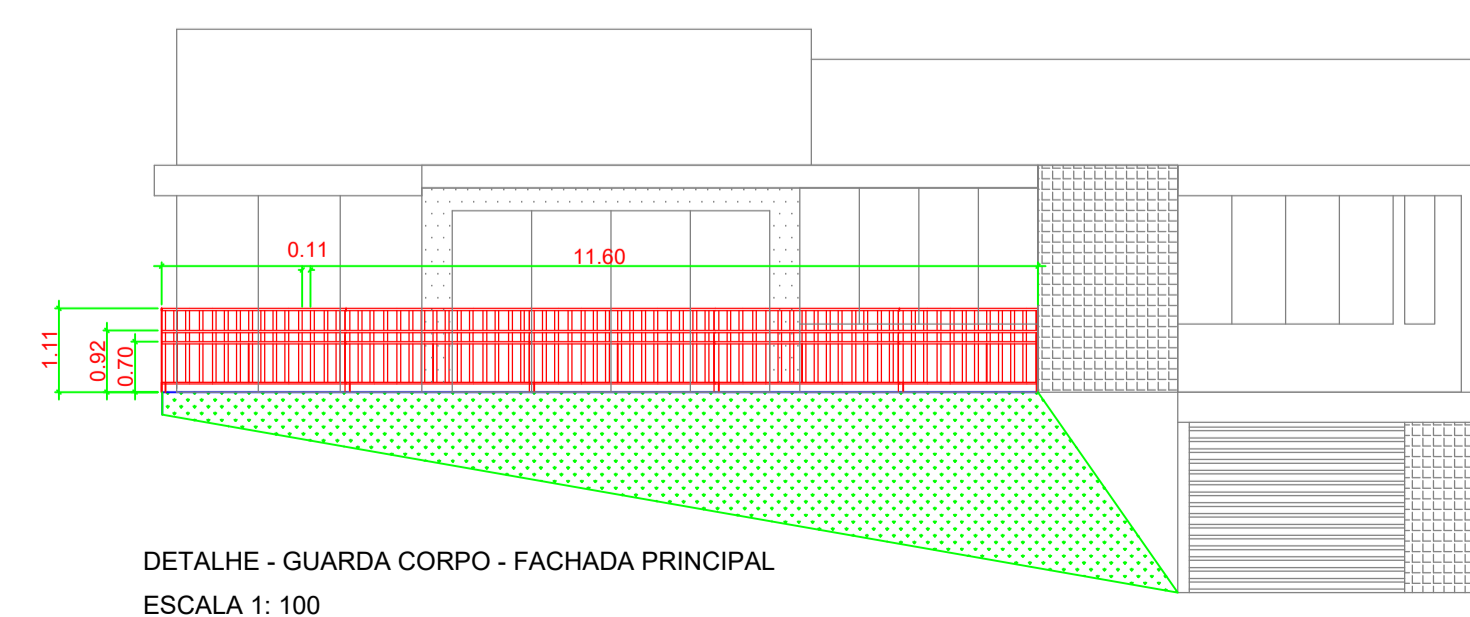 0.11
11.60
1.11
0.92
0.70
DETALHE - GUARDA CORPO - FACHADA PRINCIPAL
ESCALA 1: 100